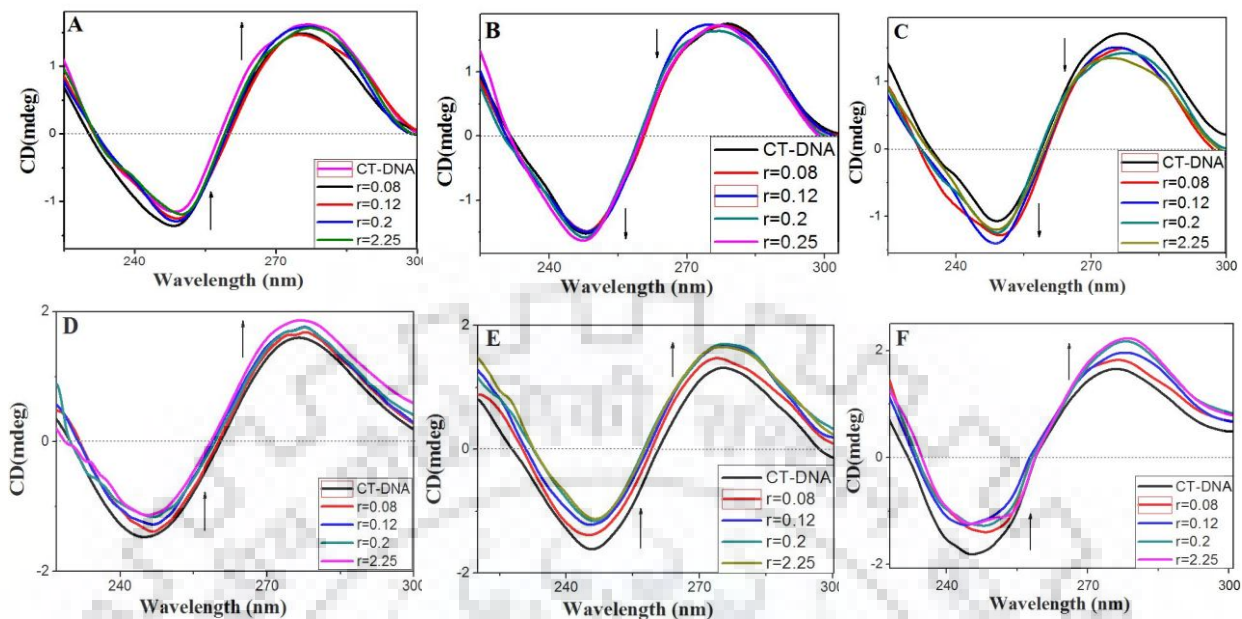 A
CD(mdeg)
1
0
-1
240
270
300
Wavelength (nm)
CT-DNA
r=0.08
r=0.12
r=0.2
r=2.25
B
CD(mdeg)
1
0
-1
240
270
300
Wavelength (nm)
CT-DNA
r=0.08
r=0.12
r=0.2
r=0.25
C
CD(mdeg)
1
0
-1
240
270
300
Wavelength (nm)
CT-DNA
r=0.08
r=0.12
r=0.2
r=2.25
D
CD(mdeg)
2
0
-2
240
270
300
Wavelength (nm)
CT-DNA
r=0.08
r=0.12
r=0.2
r=2.25
E
CD(mdeg)
2
0
-2
240
270
300
Wavelength (nm)
CT-DNA
r=0.08
r=0.12
r=0.2
r=2.25
F
CD(mdeg)
2
0
-2
240
270
300
Wavelength (nm)
CT-DNA
r=0.08
r=0.12
r=0.2
r=2.25